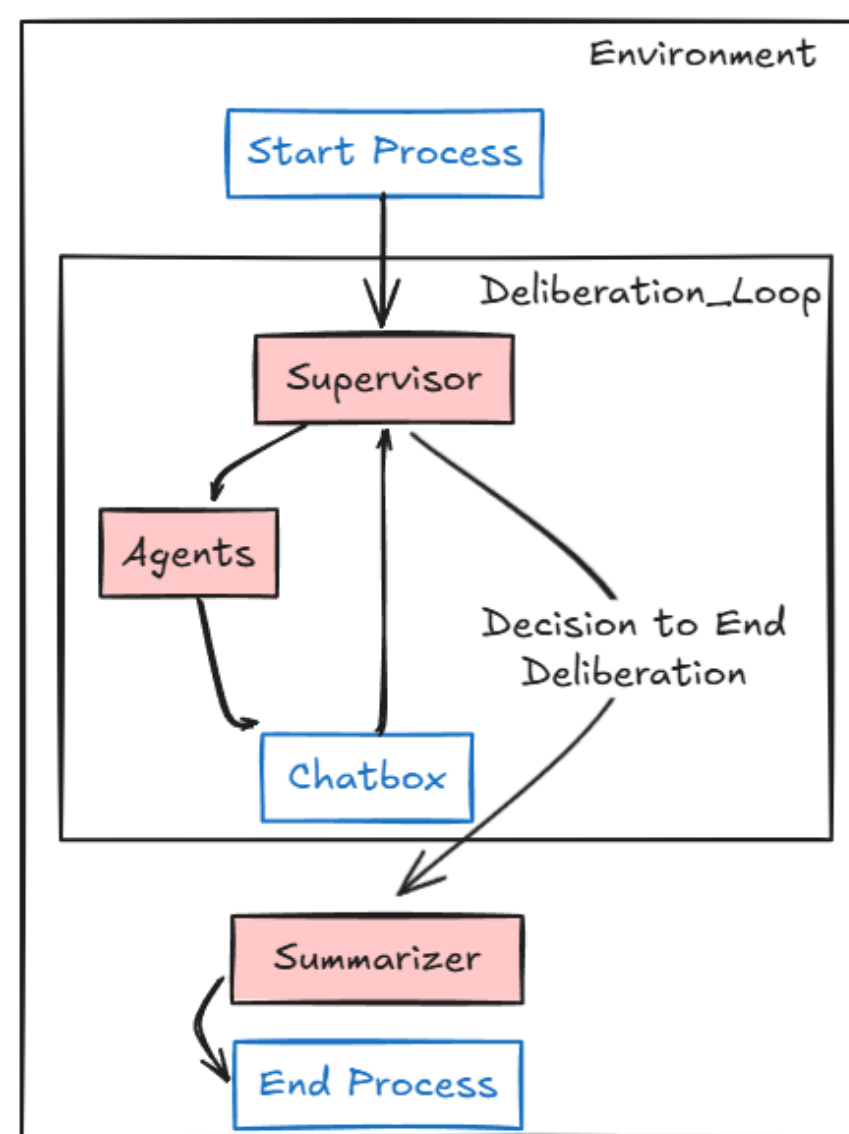 Environment
Start Process
Deliberation_Loop
Supervisor
Agents
Decision to End
Deliberation
Chatbox
Summarizer
End Process